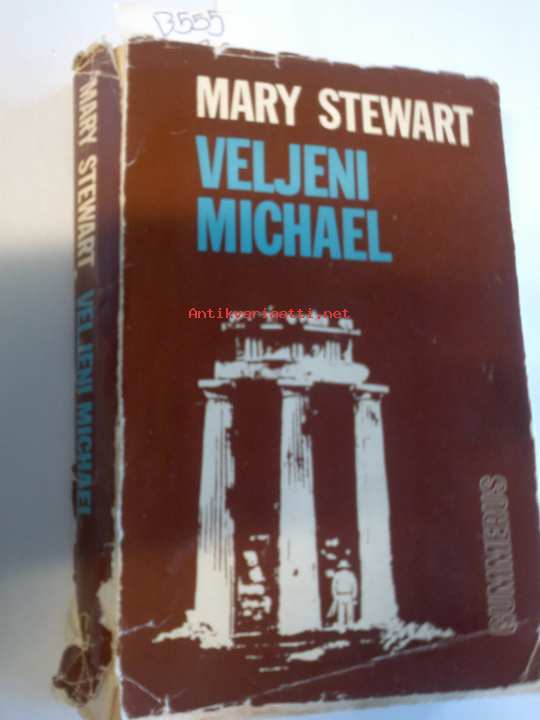 B555
MARY STEWART
VELJENI
MICHAEL
Antikvariaatti.net
MARY STEWART VELJENI MICHAEL